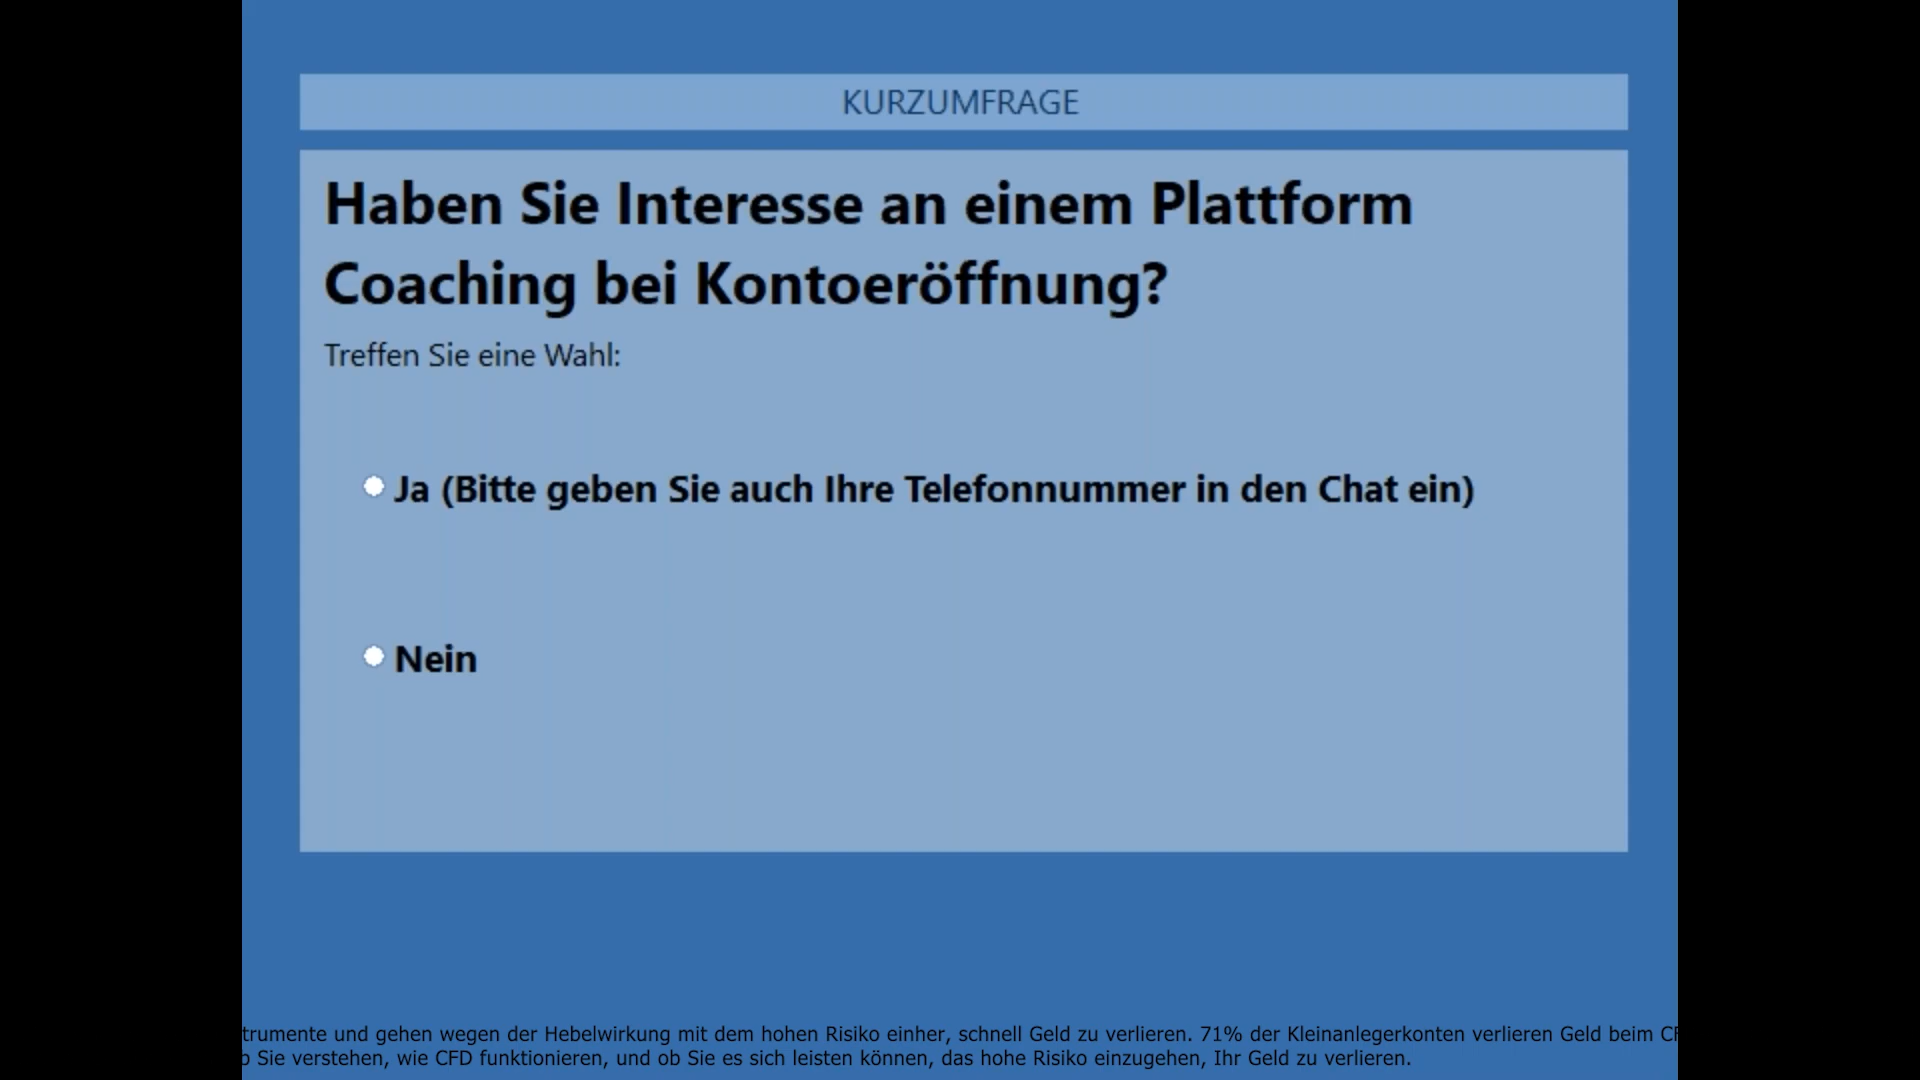 KURZUMFRAGE
Haben Sie Interesse an einem Plattform
Coaching bei Kontoeröffnung?
Treffen Sie eine Wahl:
Ja (Bitte geben Sie auch Ihre Telefonnummer in den Chat ein)
Nein
und gehen wegen der Hebelwirkung mit dem hohen Risiko einher, schnell Geld zu verlieren. 71% der Kleinanlegerkonten verlieren Geld beim
Sie verstehen, wie CFD funktionieren, und ob Sie es sich leisten können, das hohe Risiko einzugehen, Ihr Geld zu verlieren.